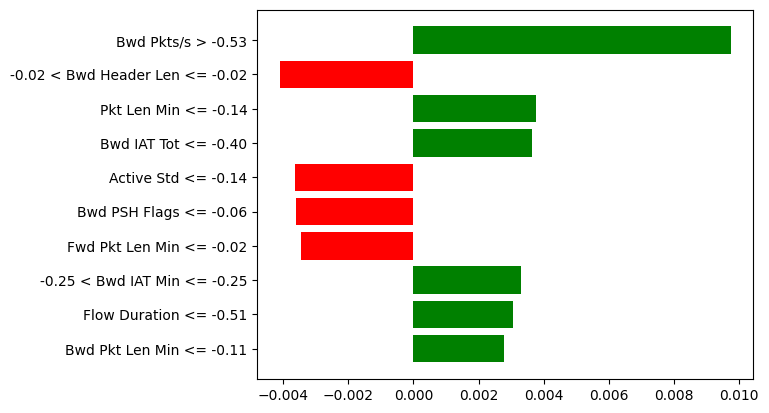 Bwd Pkts/s > -0.53
-0.02 < Bwd Header Len <= -0.02
Pkt Len Min <= -0.14
Bwd IAT Tot <= -0.40
Active Std <= -0.14
Bwd PSH Flags <= -0.06
Fwd Pkt Len Min <= -0.02
-0.25 < Bwd IAT Min <= -0.25
Flow Duration <= -0.51
Bwd Pkt Len Min <= -0.11
−0.004 −0.002 0.000 0.002 0.004 0.006 0.008 0.010